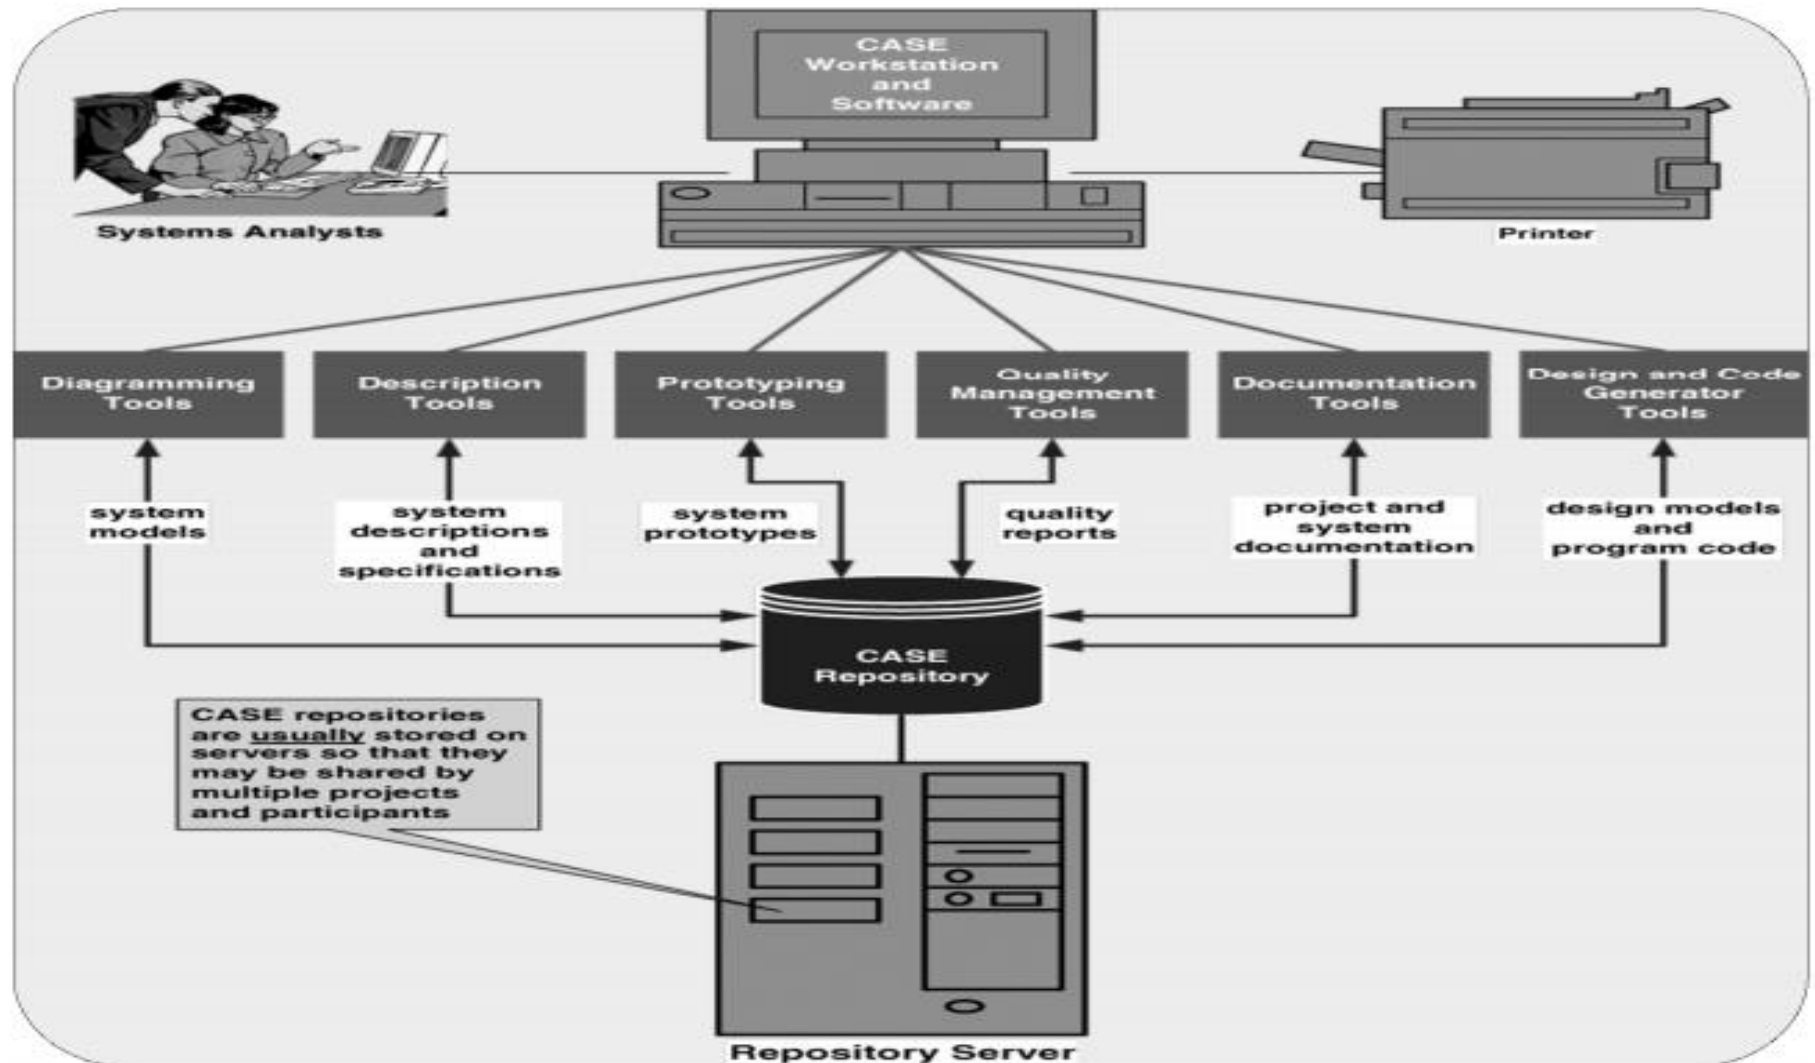 CASE
Workstation
and
Software
Systems Analysts
Printer
Diagramming
Tools
Description
Tools
Prototyping
Tools
Quality
Management
Tools
Documentation
Tools
Design and Code
Generator
Tools
system
models
system
descriptions
and
specifications
system
prototypes
quality
reports
project and
system
documentation
design models
and
program code
CASE
Repository
CASE repositories
are usually stored on
servers so that they
may be shared by
multiple projects
and participants
Repository Server